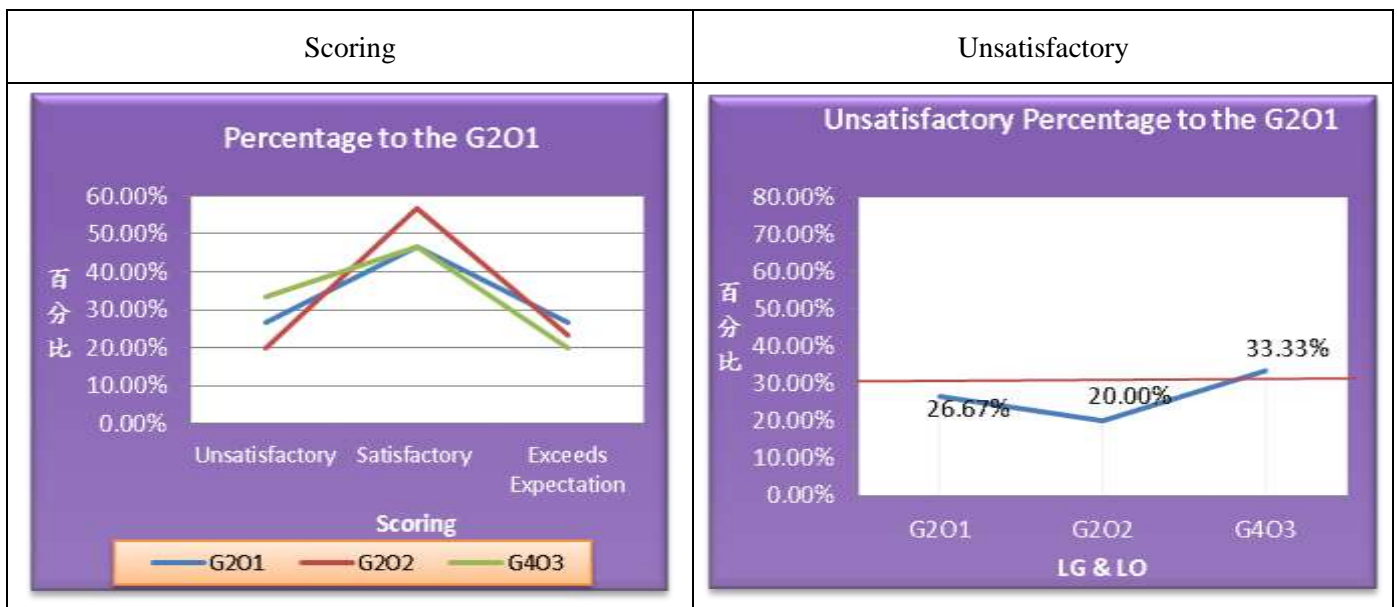 Scoring
Unsatisfactory
Percentage to the G2O1
60.00%
50.00%
40.00%
30.00%
20.00%
10.00%
0.00%
百分比
Unsatisfactory
Satisfactory
Exceeds
Expectation
Scoring
G2O1
G2O2
G4O3
Unsatisfactory Percentage to the G2O1
80.00%
70.00%
60.00%
50.00%
40.00%
30.00%
20.00%
10.00%
0.00%
百分比
26.67%
20.00%
33.33%
G2O1
G2O2
G4O3
LG & LO